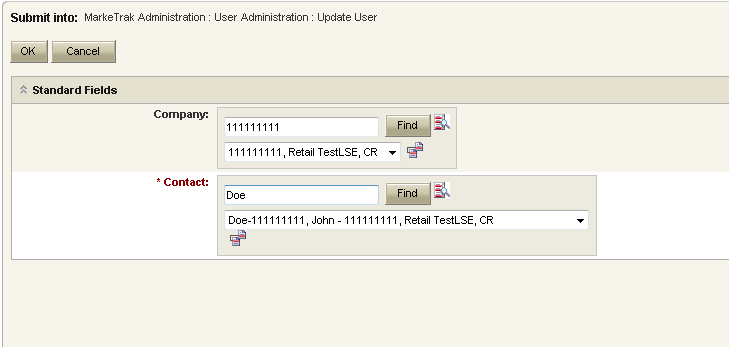 Submit into: MarkeTrak Administration : User Administration : Update User
OK Cancel
Standard Fields
Company:
111111111 Find
111111111, Retail TestLSE, CR
* Contact:
Doe Find
Doe-111111111, John - 111111111, Retail TestLSE, CR